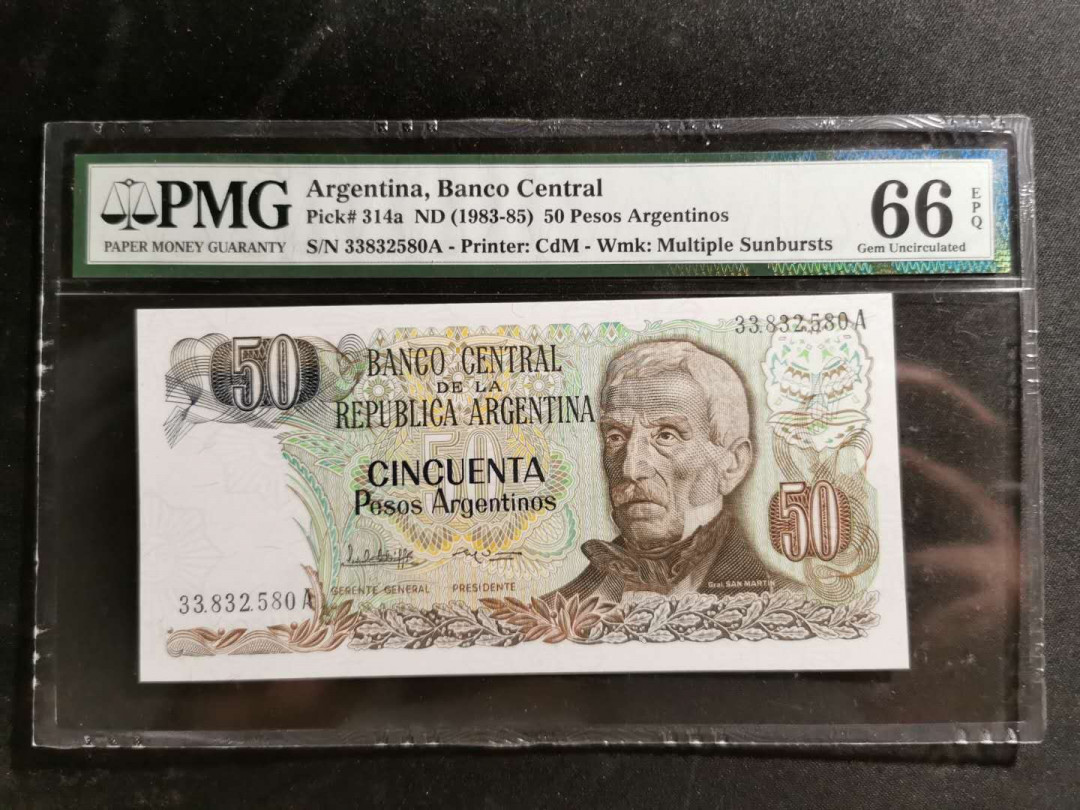 PMG
PAPER MONEY GUARANTY
Argentina, Banco Central
Pick# 314a ND (1983-85) 50 Pesos Argentinos
S/N 33832580A - Printer: CdM - Wmk: Multiple Sunbursts
66
EPQ
Gem Uncirculated
33.832.580 A
50
BANCO CENTRAL
DE LA
REPUBLICA ARGENTINA
50
CINCUENTA
Pesos Argentinos
50
GERENTE GENERAL PRESIDENTE
Gral. SAN MARTIN
33.832.580 A